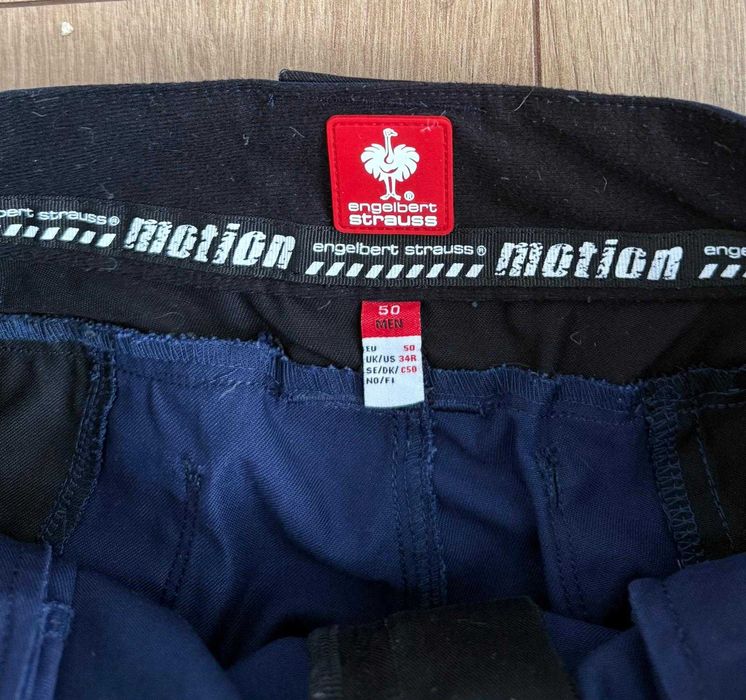 engelbert
strauss
engelbert strauss® motion engelbert strauss® motion enge
50
MEN
EU 50
UK/US 34R
SE/DK/ C50
NO/FI